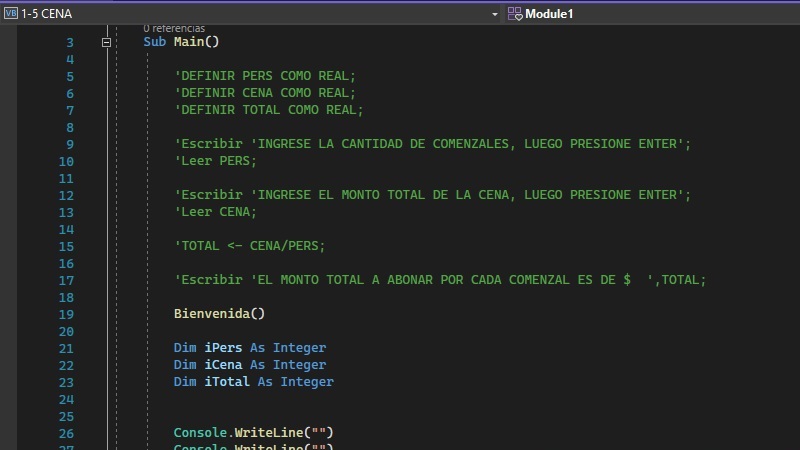 VB 1-5 CENA Module1
0 referencias
3 Sub Main()
4
5 'DEFINIR PERS COMO REAL;
6 'DEFINIR CENA COMO REAL;
7 'DEFINIR TOTAL COMO REAL;
8
9 'Escribir 'INGRESE LA CANTIDAD DE COMENZALES, LUEGO PRESIONE ENTER';
10 'Leer PERS;
11
12 'Escribir 'INGRESE EL MONTO TOTAL DE LA CENA, LUEGO PRESIONE ENTER';
13 'Leer CENA;
14
15 'TOTAL <- CENA/PERS;
16
17 'Escribir 'EL MONTO TOTAL A ABONAR POR CADA COMENZAL ES DE $  ',TOTAL;
18
19 Bienvenida()
20
21 Dim iPers As Integer
22 Dim iCena As Integer
23 Dim iTotal As Integer
24
25
26 Console.WriteLine("")
27 Console.WriteLine("")